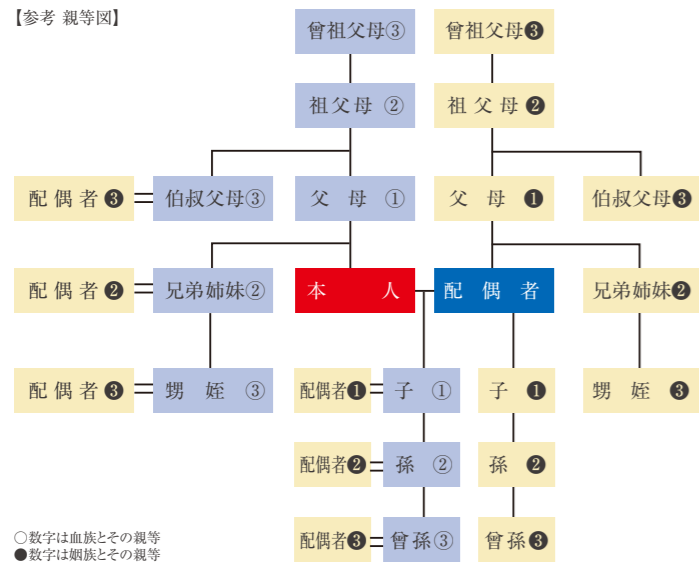 【参考 親等図】
曾祖父母③
曾祖父母❸
祖父母 ②
祖父母❷
配偶者❸
伯叔父母③
父母 ①
父母 ❶
伯叔父母❸
配偶者❷
兄弟姉妹②
本人
配偶者
兄弟姉妹❷
配偶者❸
甥姪 ③
配偶者❶
子 ①
子 ❶
甥姪 ❸
配偶者❷
孫 ②
孫 ❷
配偶者❸
曾孫③
曾孫❸
○数字は血族とその親等
●数字は姻族とその親等